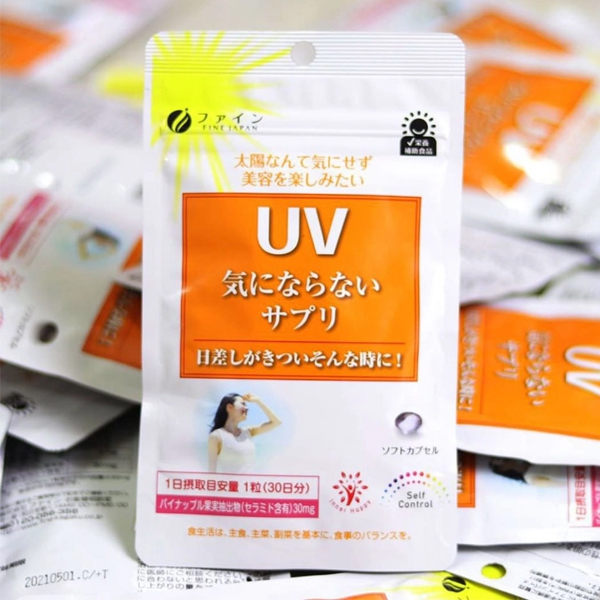 ファイン
FINE JAPAN
✓栄養
補助食品
太陽なんて気にせず
美容を楽しみたい
UV
気にならない
サプリ
日差しがきついそんな時に!
ソフトカプセル
1日摂取目安量 1粒(30日分)
パイナップル果実抽出物(セラミド含有)30mg
Inner Happy
Self
Control
食生活は、主食、主菜、副菜を基本に、食事のバランスを。
UV
サプリ
20210501.C/+T